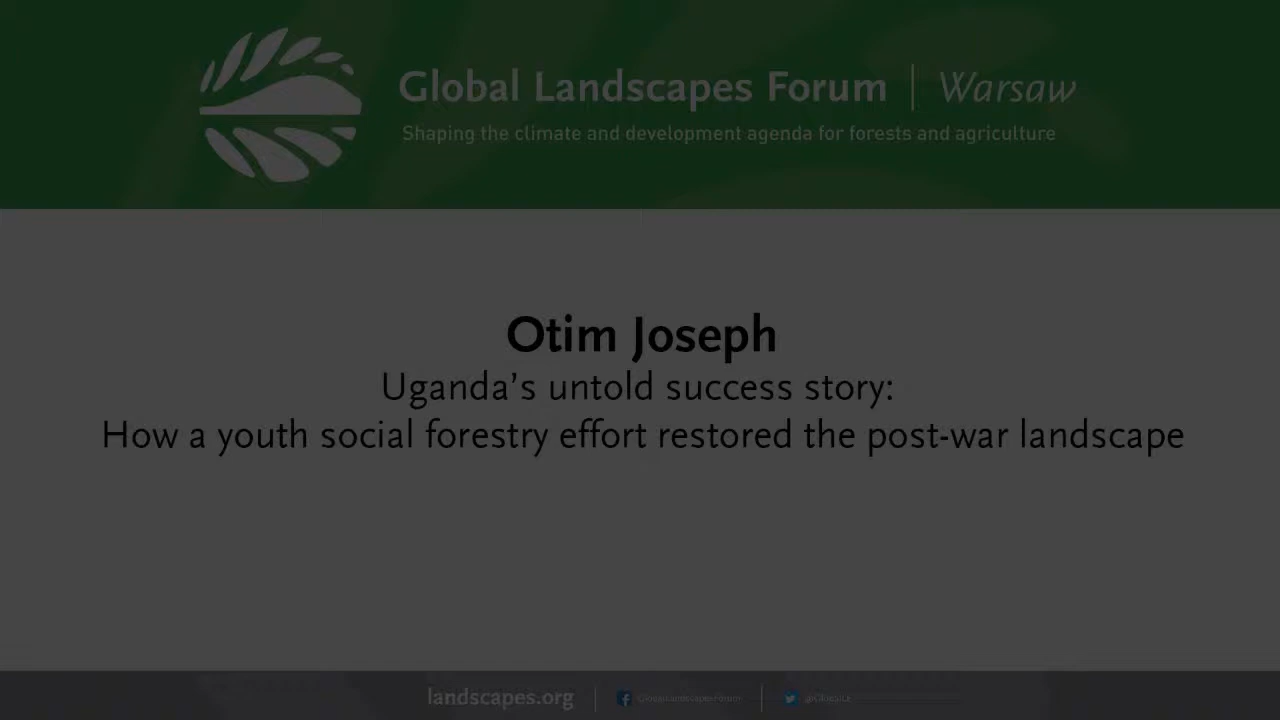 Global Landscapes Forum | Warsaw
Shaping the climate and development agenda for forests and agriculture
Otim Joseph
Uganda's untold success story:
How a youth social forestry effort restored the post-war landscape
landscapes.org